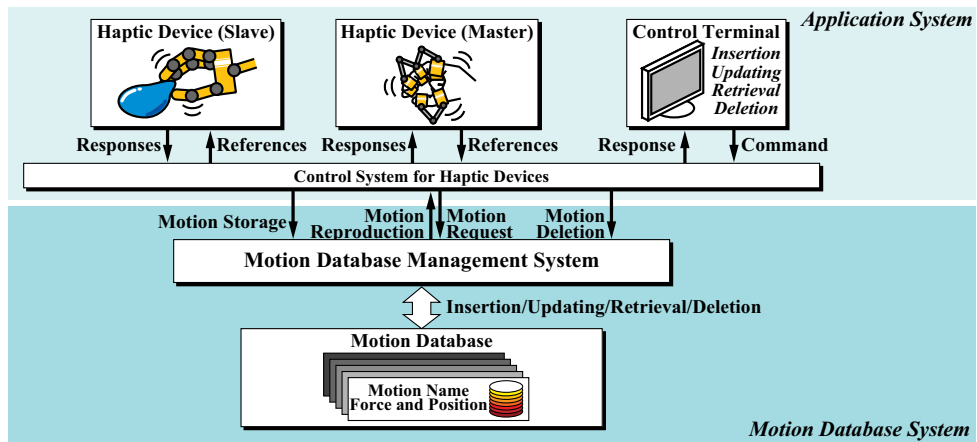 Application System
Haptic Device (Slave)
Haptic Device (Master)
Control Terminal
Insertion
Updating
Retrieval
Deletion
Responses
References
Responses
References
Response
Command
Control System for Haptic Devices
Motion Storage
Motion
Reproduction
Motion
Request
Motion
Deletion
Motion Database Management System
Insertion/Updating/Retrieval/Deletion
Motion Database
Motion Name
Force and Position
Motion Database System